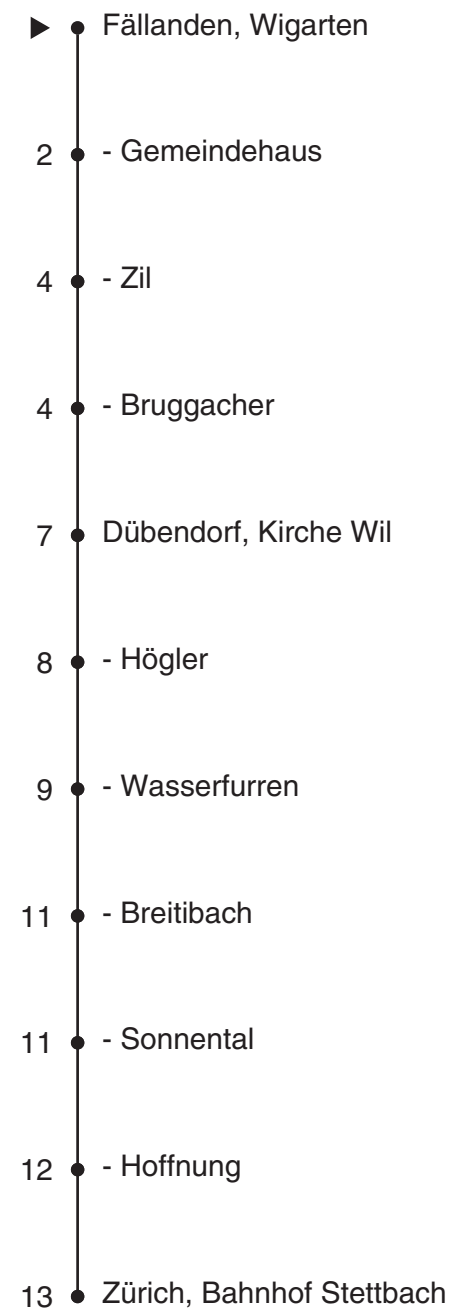 Fällanden, Wigarten
2 - Gemeindehaus
4 - Zil
4 - Bruggacher
7 Dübendorf, Kirche Wil
8 - Högler
9 - Wasserfurren
11 - Breitibach
11 - Sonnental
12 - Hoffnung
13 Zürich, Bahnhof Stettbach